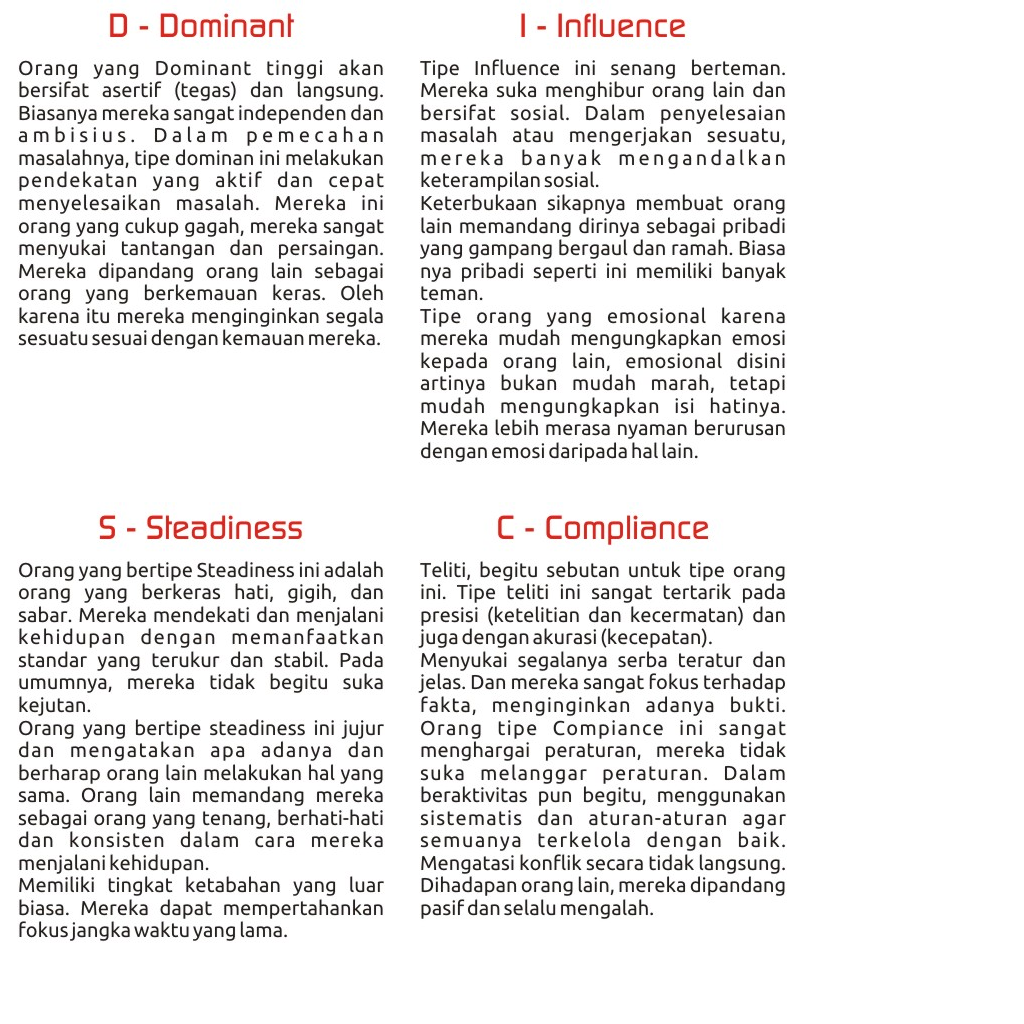 D - Dominant
Orang yang Dominant tinggi akan
bersifat asertif (tegas) dan langsung.
Biasanya mereka sangat independen dan
ambisius. Dalam pemecahan
masalahnya, tipe dominan ini melakukan
pendekatan yang aktif dan cepat
menyelesaikan masalah. Mereka ini
orang yang cukup gagah, mereka sangat
menyukai tantangan dan persaingan.
Mereka dipandang orang lain sebagai
orang yang berkemauan keras. Oleh
karena itu mereka menginginkan segala
sesuatu sesuai dengan kemauan mereka.
I - Influence
Tipe Influence ini senang berteman.
Mereka suka menghibur orang lain dan
bersifat sosial. Dalam penyelesaian
masalah atau mengerjakan sesuatu,
mereka banyak mengandalkan
keterampilan sosial.
Keterbukaan sikapnya membuat orang
lain memandang dirinya sebagai pribadi
yang gampang bergaul dan ramah. Biasa
nya pribadi seperti ini memiliki banyak
teman.
Tipe orang yang emosional karena
mereka mudah mengungkapkan emosi
kepada orang lain, emosional disini
artinya bukan mudah marah, tetapi
mudah mengungkapkan isi hatinya.
Mereka lebih merasa nyaman berurusan
dengan emosi daripada hal lain.
S - Steadiness
Orang yang bertipe Steadiness ini adalah
orang yang berkeras hati, gigih, dan
sabar. Mereka mendekati dan menjalani
kehidupan dengan memanfaatkan
standar yang terukur dan stabil. Pada
umumnya, mereka tidak begitu suka
kejutan.
Orang yang bertipe steadiness ini jujur
dan mengatakan apa adanya dan
berharap orang lain melakukan hal yang
sama. Orang lain memandang mereka
sebagai orang yang tenang, berhati-hati
dan konsisten dalam cara mereka
menjalani kehidupan.
Memiliki tingkat ketabahan yang luar
biasa. Mereka dapat mempertahankan
fokus jangka waktu yang lama.
C - Compliance
Teliti, begitu sebutan untuk tipe orang
ini. Tipe teliti ini sangat tertarik pada
presisi (ketelitian dan kecermatan) dan
juga dengan akurasi (kecepatan).
Menyukai segalanya serba teratur dan
jelas. Dan mereka sangat fokus terhadap
fakta, menginginkan adanya bukti.
Orang tipe Compiance ini sangat
menghargai peraturan, mereka tidak
suka melanggar peraturan. Dalam
beraktivitas pun begitu, menggunakan
sistematis dan aturan-aturan agar
semuanya terkelola dengan baik.
Mengatasi konflik secara tidak langsung.
Dihadapan orang lain, mereka dipandang
pasif dan selalu mengalah.